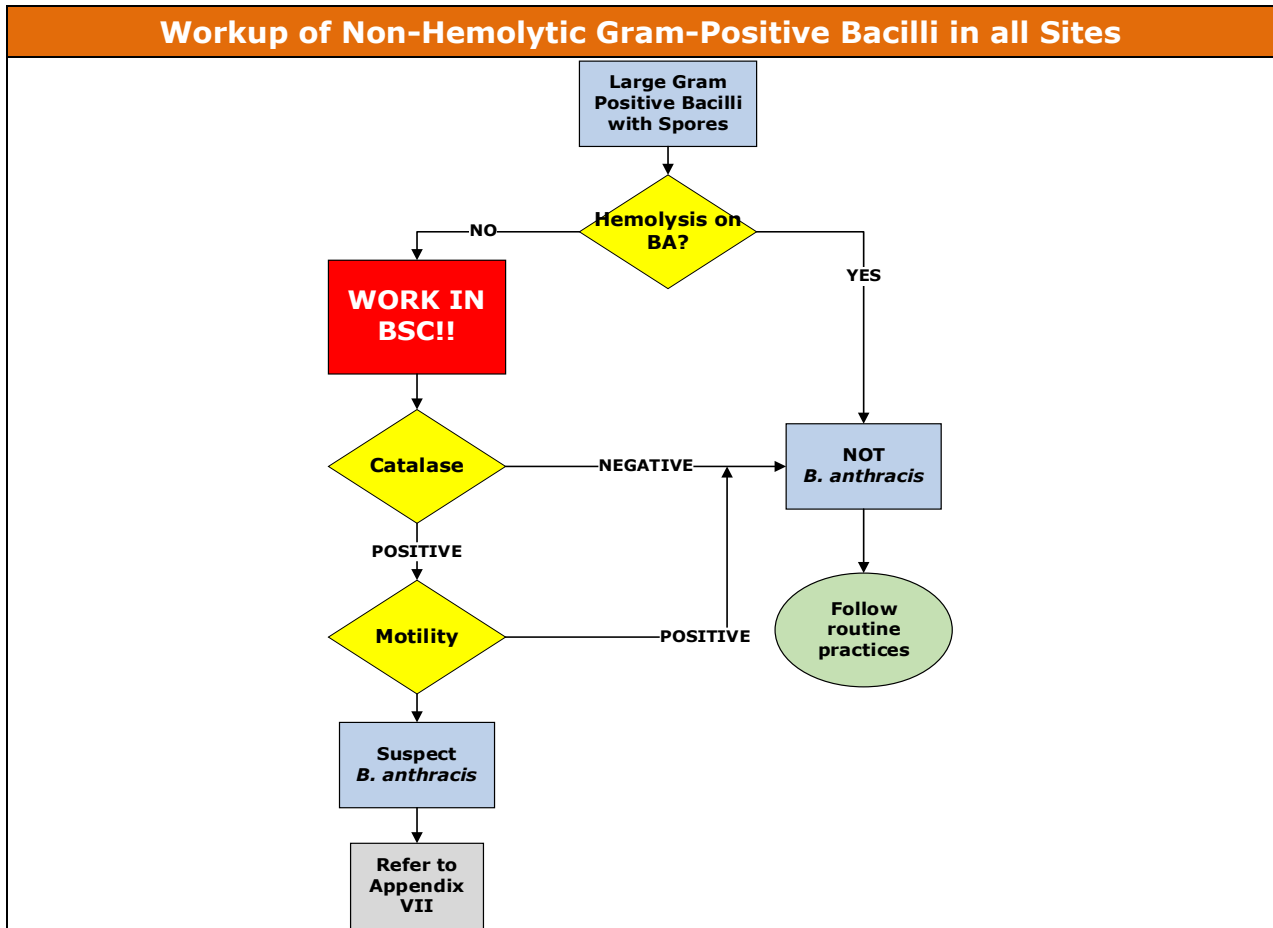 Workup of Non-Hemolytic Gram-Positive Bacilli in all Sites
Large Gram
Positive Bacilli
with Spores
Hemolysis on
BA?
NO
YES
WORK IN
BSC!!
Catalase
NEGATIVE
NOT
B. anthracis
POSITIVE
Motility
POSITIVE
Follow
routine
practices
Suspect
B. anthracis
Refer to
Appendix
VII